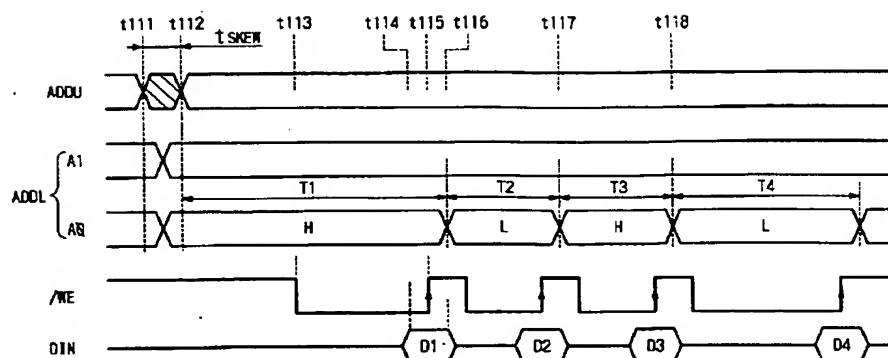 t111 t112 t113 t114 t115 t116 t117 t118
tSKEW
ADDU
A1
ADDL
T1 T2 T3 T4
A0 H L H L
/WE
DIN D1 D2 D3 D4